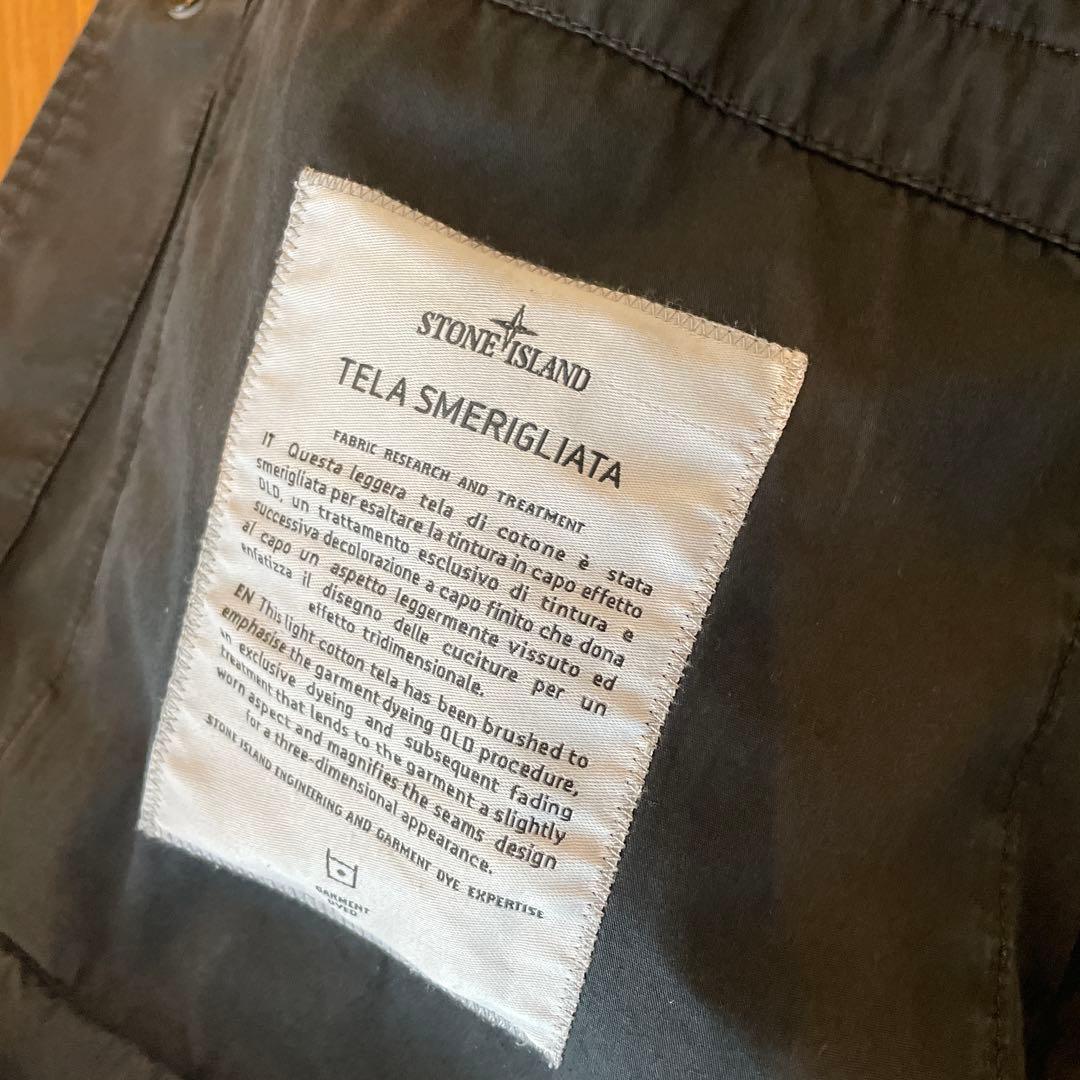 STONE ISLAND
TELA SMERIGLIATA
FABRIC RESEARCH AND TREATMENT
IT Questa leggera tela di cotone è stata
smerigliata per esaltare la tintura in capo effetto
OLD, un trattamento esclusivo di tintura e
successiva decolorazione a capo finito che dona
al capo un aspetto leggermente vissuto ed
enfatizza il disegno delle cuciture per un
effetto tridimensionale.
EN This light cotton tela has been brushed to
emphasise the garment dyeing OLD procedure,
an exclusive dyeing and subsequent fading
treatment that lends to the garment a slightly
worn aspect and magnifies the seams design
for a three-dimensional appearance.
STONE ISLAND ENGINEERING AND GARMENT DYE EXPERTISE
GARMENT
DYED